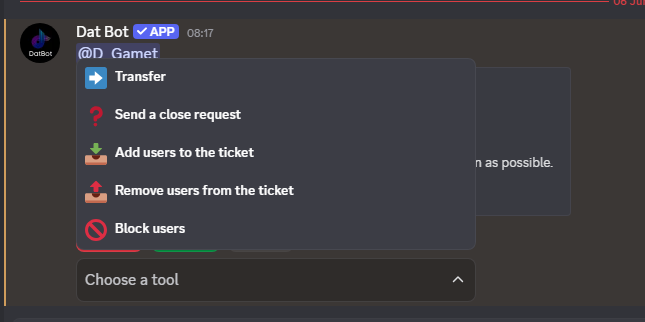 06 Jun
Dat Bot ✓ APP 08:17
DatBot
@D_Gamet
Transfer
Send a close request
Add users to the ticket
n as possible.
Remove users from the ticket
Block users
Choose a tool